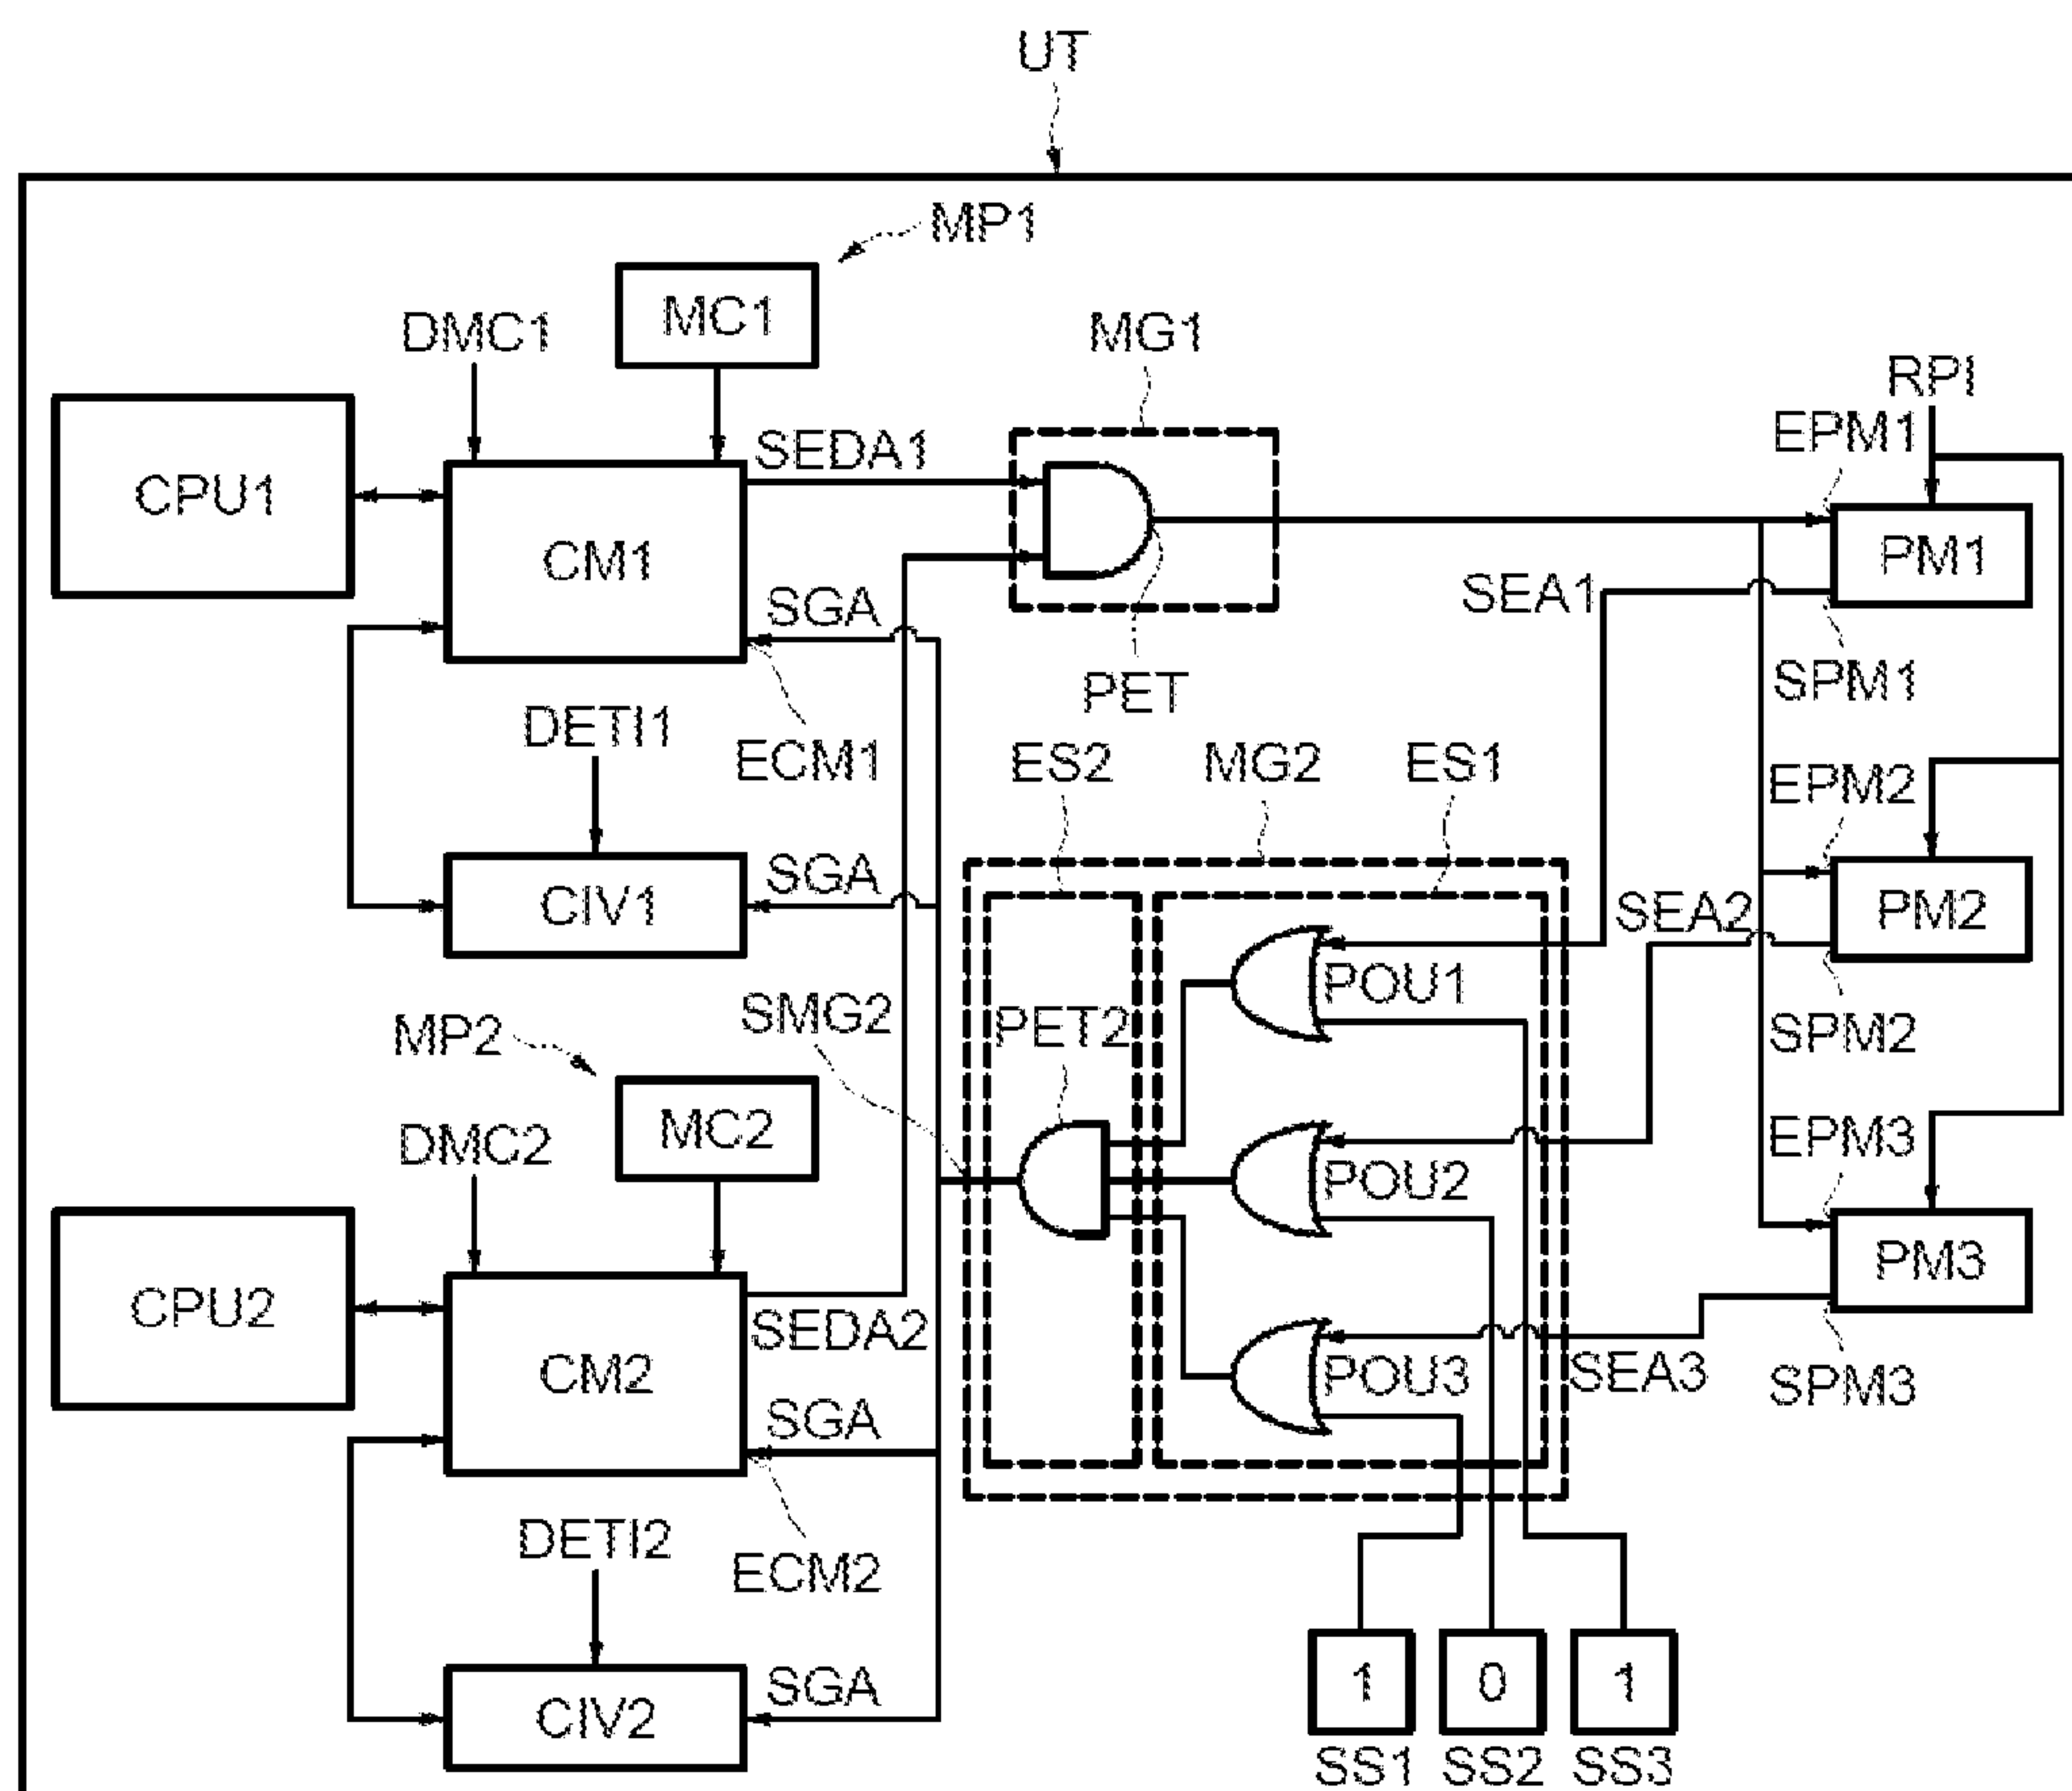 UT
MP1
MC1
DMC1
MG1
RPI
EPM1
SEDA1
CPU1
CM1
PM1
SEA1
SGA
PET
SPM1
DETI1
ECM1
ES2
MG2
ES1
EPM2
SGA
CIV1
SEA2
PM2
POU1
SMG2
PET2
MP2
SPM2
MC2
DMC2
EPM3
POU2
PM3
CPU2
SEDA2
CM2
POU3
SEA3
SPM3
SGA
DETI2
ECM2
SGA
CIV2
1 0 1
SS1 SS2 SS3